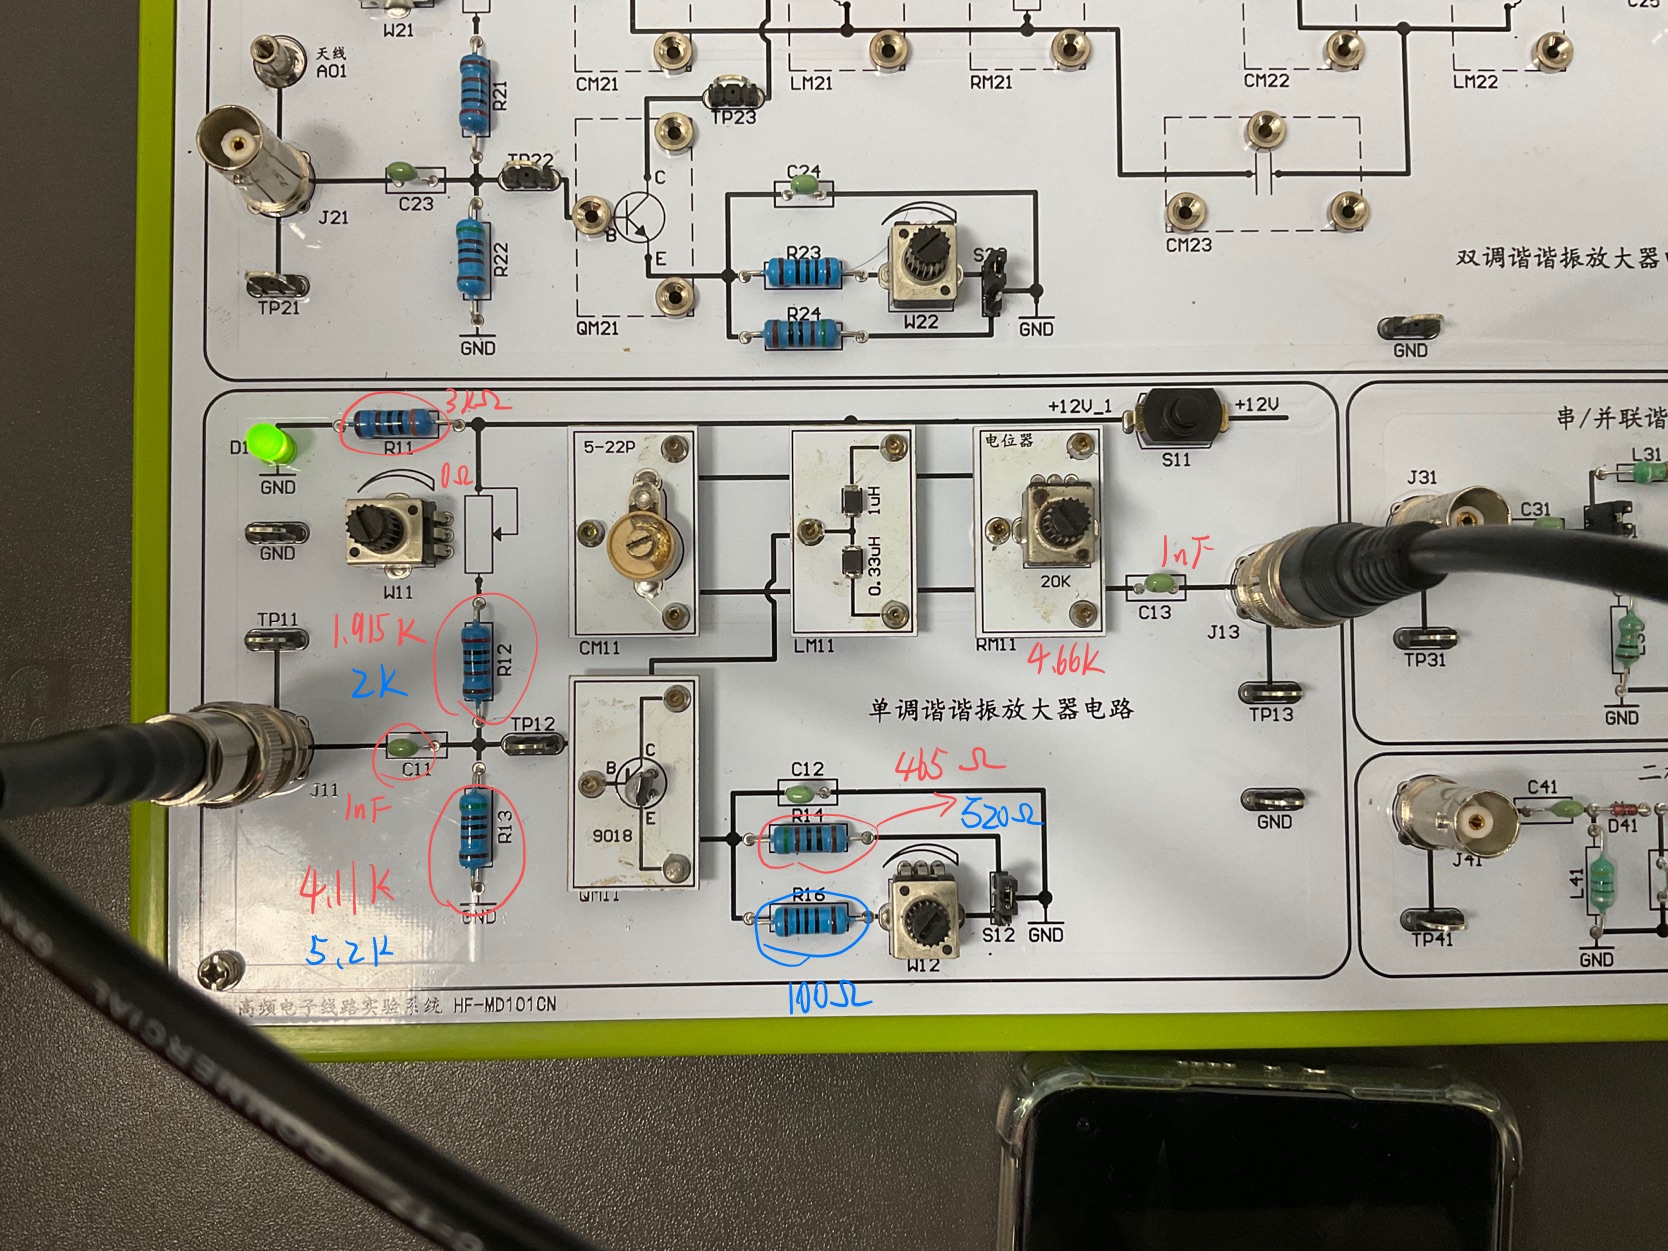 W21
C25
天线
A01
R21
CM21
LM21
RM21
CM22
LM22
TP23
TP22
C
C24
J21
C23
B
CM23
R22
E
R23
S22
双调谐谐振放大器
TP21
QM21
R24
W22
GND
GND
GND
3KΩ
+12V_1
+12V
串/并联谐
D1
R11
5-22P
电位器
S11
L31
GND
0Ω
J31
1uH
C31
GND
0.33uH
1nF
20K
W11
C13
TP11
1.915K
R12
CM11
LM11
RM11
J13
TP31
4.66K
2K
单调谐谐振放大器电路
TP13
GND
TP12
C
C11
465Ω
J11
B
C12
C41
1nF
E
R14
520Ω
GND
D41
R13
9018
J41
4.11K
QM11
R16
L41
GND
S12
GND
TP41
5.2K
W12
GND
100Ω
高频电子线路实验系统 HF-MD101CN